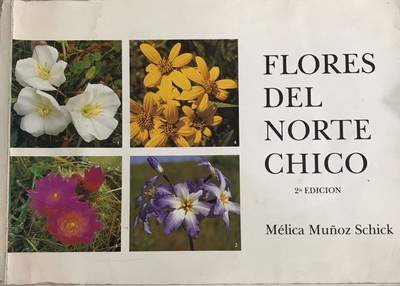 FLORES
DEL
NORTE
CHICO
2ª EDICION
Mélica Muñoz Schick